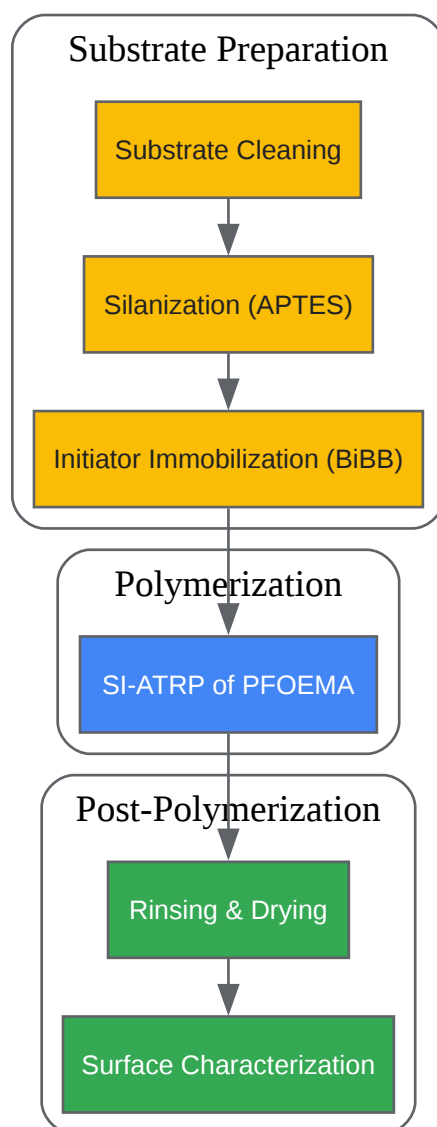 Substrate Preparation
Substrate Cleaning
Silanization (APTES)
Initiator Immobilization (BiBB)
Polymerization
SI-ATRP of PFOEMA
Post-Polymerization
Rinsing & Drying
Surface Characterization